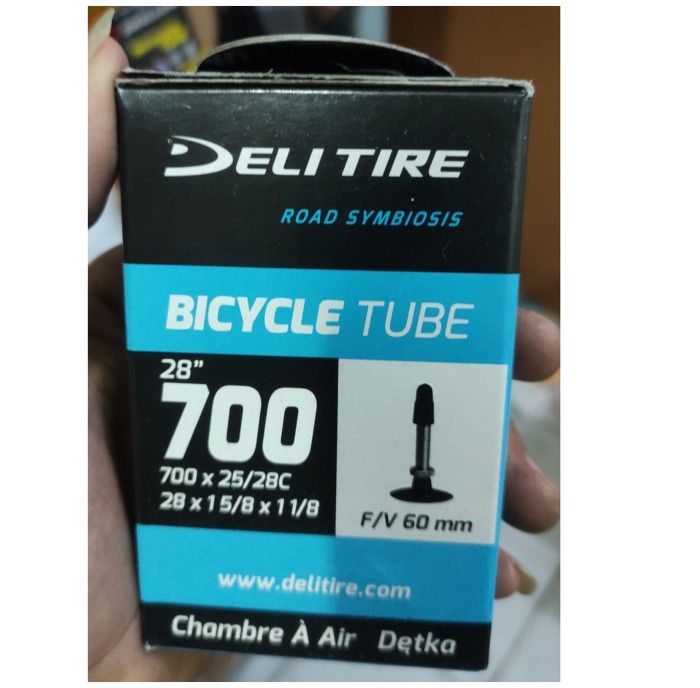 DELI TIRE
ROAD SYMBIOSIS
BICYCLE TUBE
28"
700
700 x 25/28C
28 x 1 5/8 x 1 1/8
F/V 60 mm
www.delitire.com
Chambre À Air Dętka